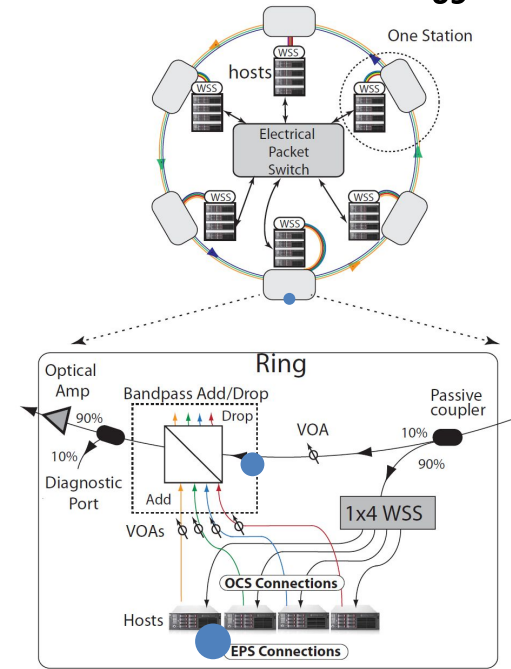 One Station
WSS
hosts
WSS
WSS
Electrical
Packet
Switch
WSS
WSS
WSS
Ring
Optical
Amp
90%
10%
Diagnostic
Port
Bandpass Add/Drop
Drop
Add
VOAs
VOA
Passive
coupler
10%
90%
1x4 WSS
OCS Connections
Hosts
EPS Connections